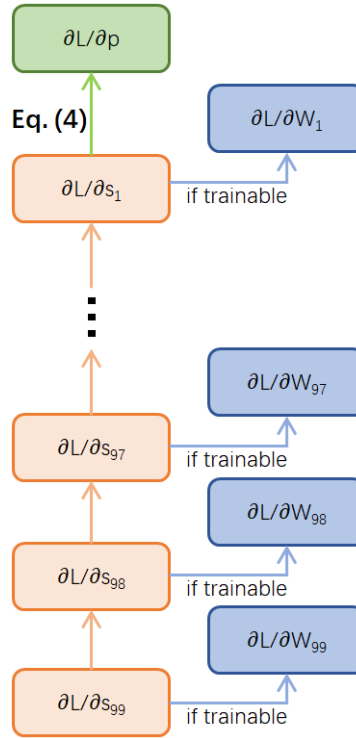 ∂L/∂p
Eq. (4)
∂L/∂W₁
∂L/∂s₁
if trainable
∂L/∂W₉₇
∂L/∂s₉₇
if trainable
∂L/∂W₉₈
∂L/∂s₉₈
if trainable
∂L/∂W₉₉
∂L/∂s₉₉
if trainable